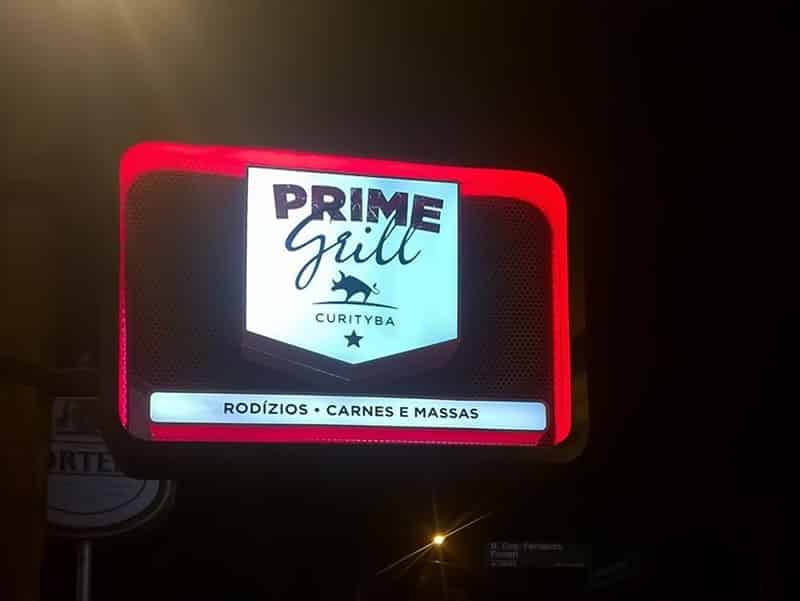 PRIME
Grill
CURITYBA
RODÍZIOS • CARNES E MASSAS